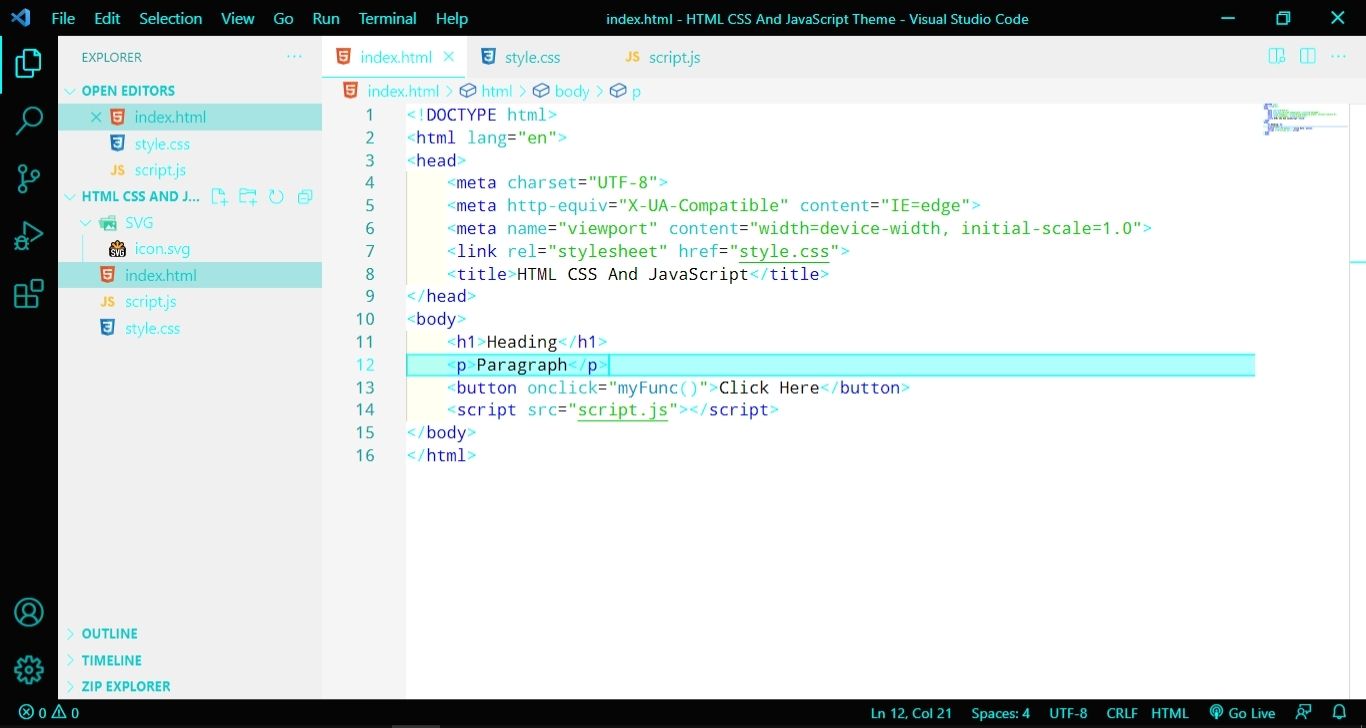 File Edit Selection View Go Run Terminal Help index.html - HTML CSS And JavaScript Theme - Visual Studio Code
EXPLORER
OPEN EDITORS
index.html
style.css
JS script.js
HTML CSS AND J...
SVG
SVG icon.svg
index.html
JS script.js
style.css
OUTLINE
TIMELINE
ZIP EXPLORER
index.html style.css JS script.js
index.html > html > body > p
1 <!DOCTYPE html>
2 <html lang="en">
3 <head>
4 <meta charset="UTF-8">
5 <meta http-equiv="X-UA-Compatible" content="IE=edge">
6 <meta name="viewport" content="width=device-width, initial-scale=1.0">
7 <link rel="stylesheet" href="style.css">
8 <title>HTML CSS And JavaScript</title>
9 </head>
10 <body>
11 <h1>Heading</h1>
12 <p>Paragraph</p>
13 <button onclick="myFunc()">Click Here</button>
14 <script src="script.js"></script>
15 </body>
16 </html>
0 0 Ln 12, Col 21 Spaces: 4 UTF-8 CRLF HTML Go Live